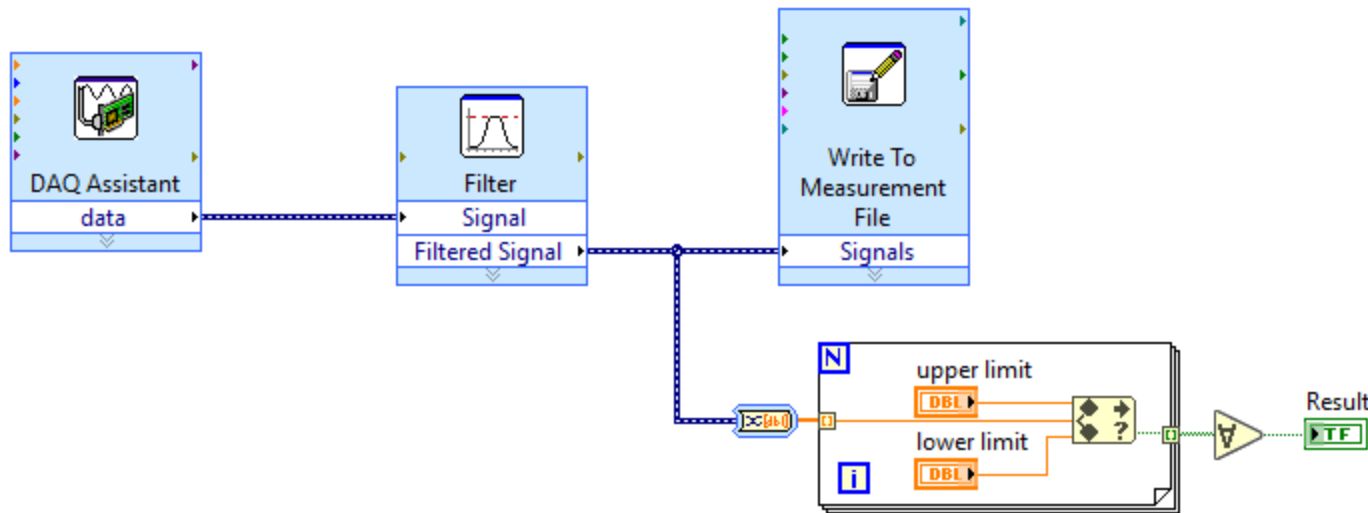 DAQ Assistant
data
Filter
Signal
Filtered Signal
Write To
Measurement
File
Signals
N
upper limit
DBL
lower limit
DBL
i
?
[dbl]
Result
TF